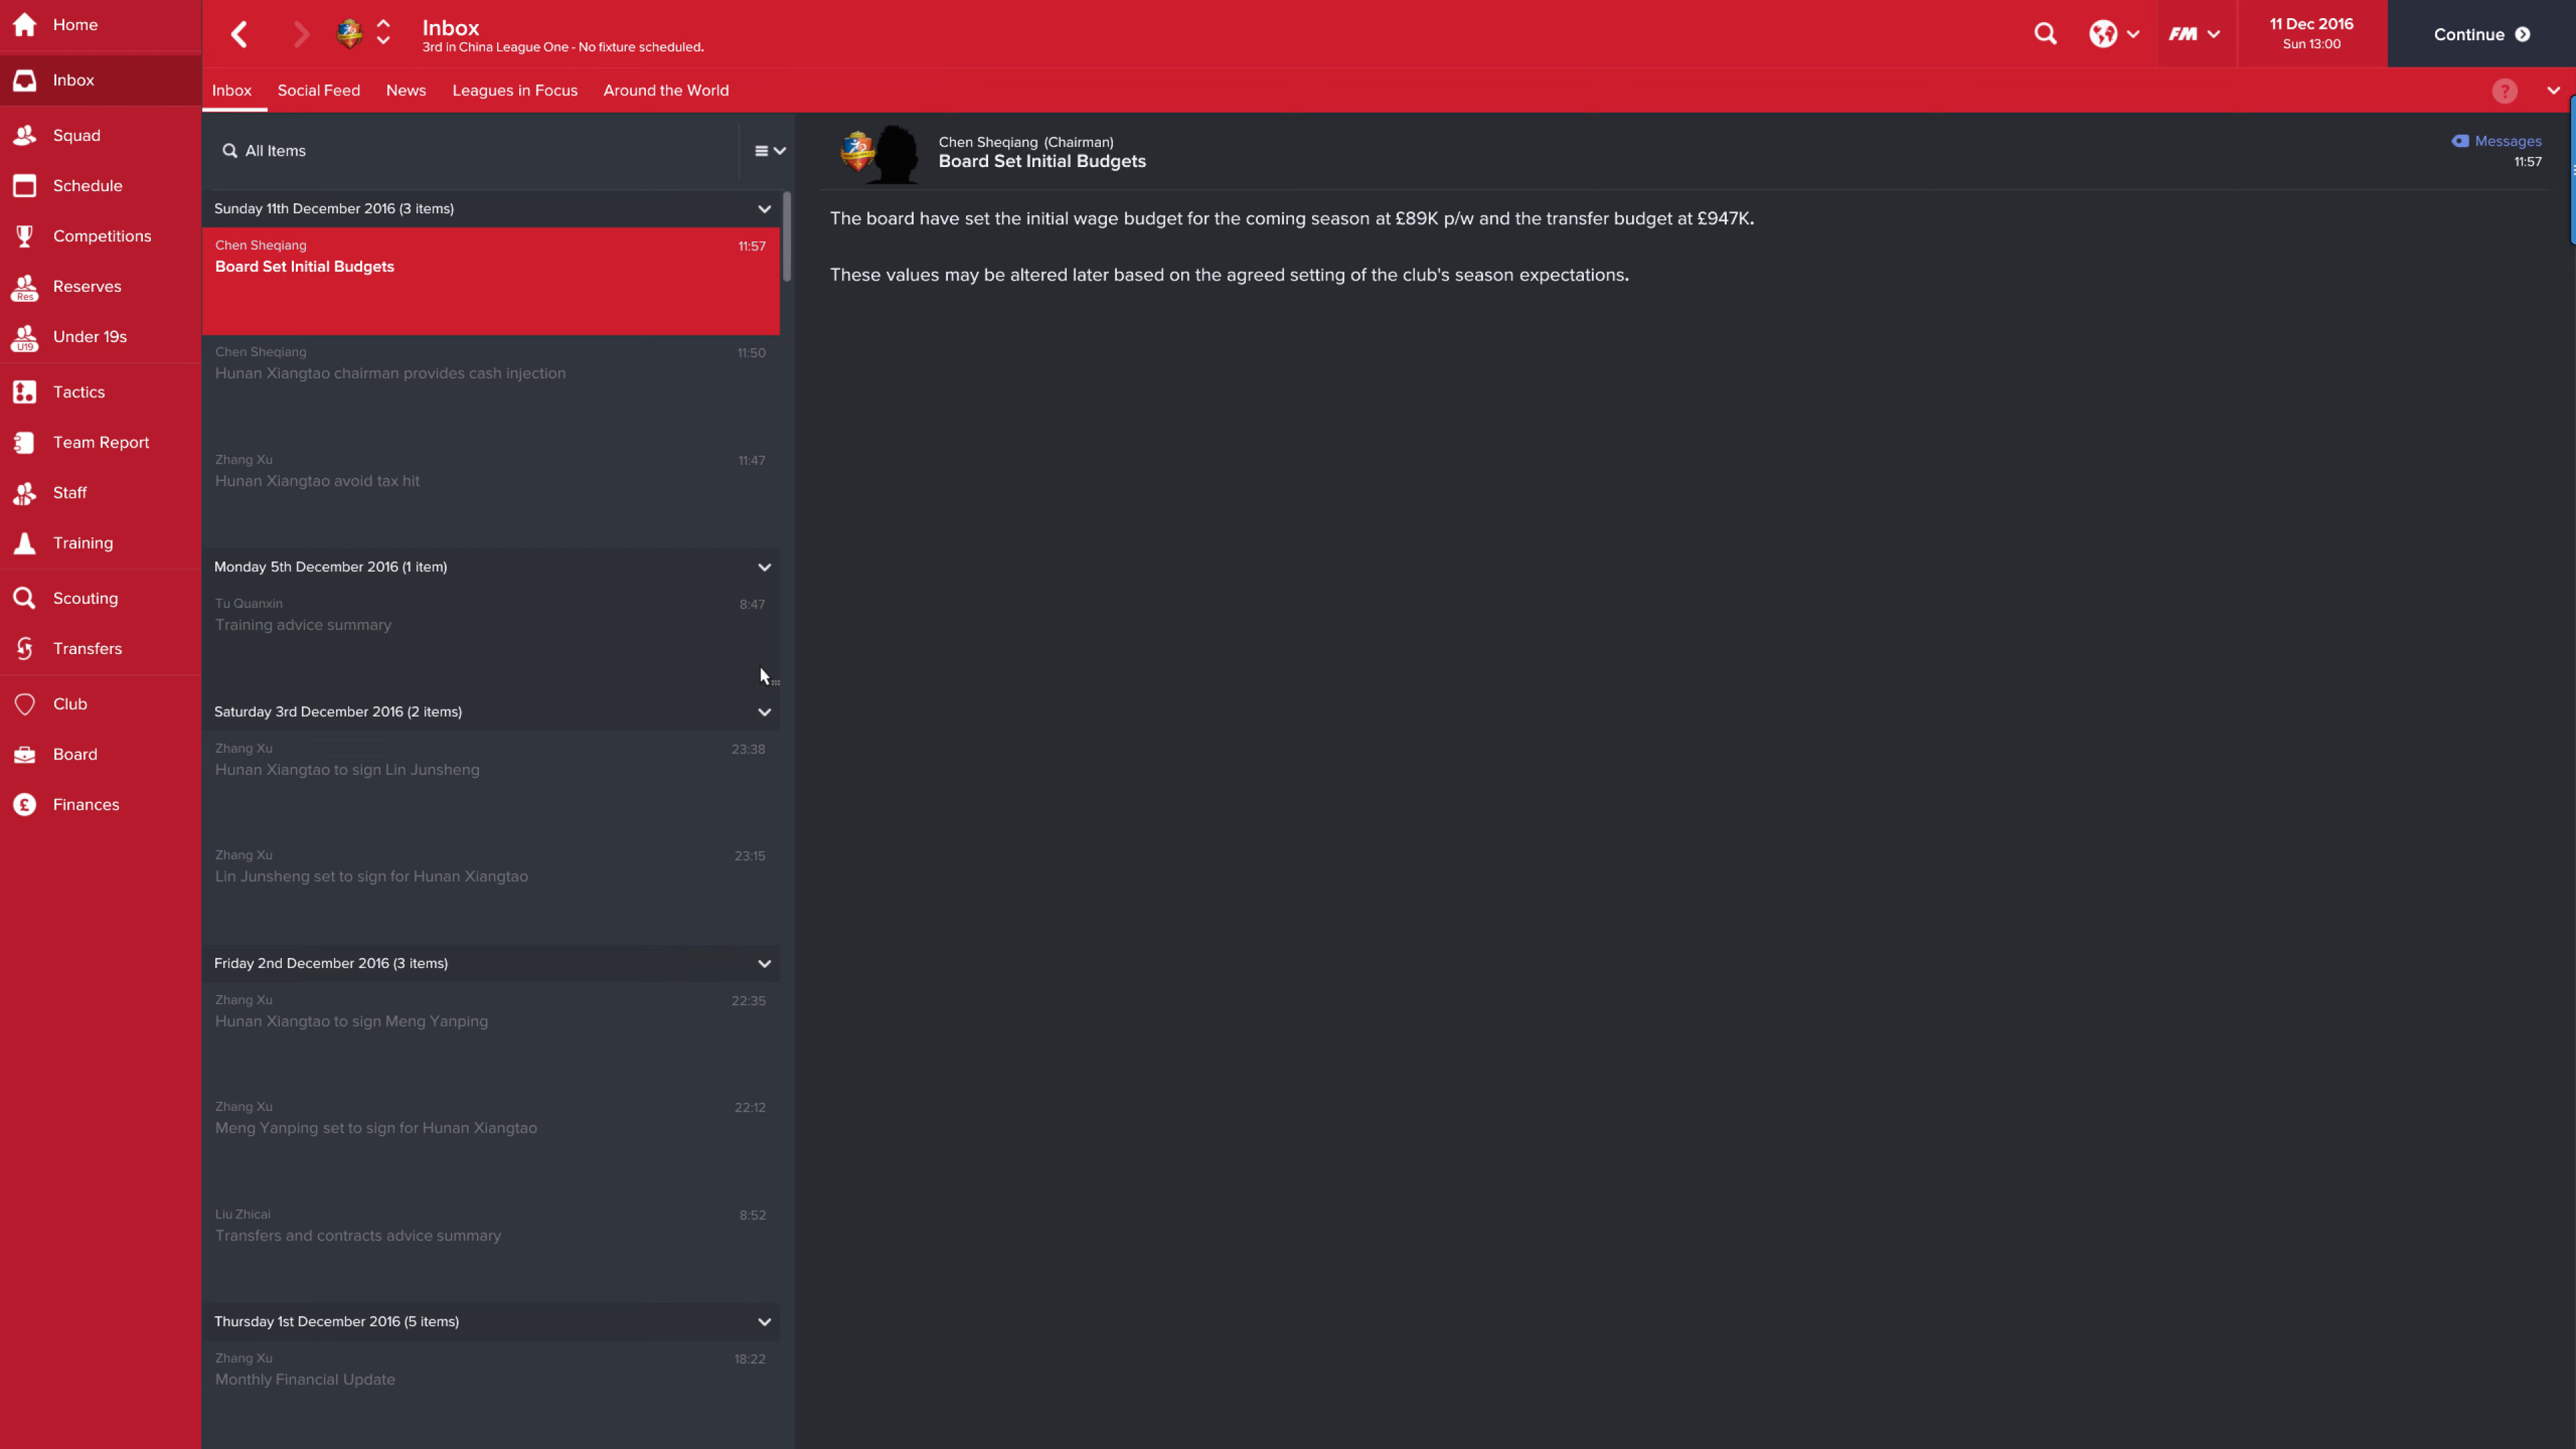 Home
Inbox
Squad
Schedule
Competitions
Reserves
Res
Under 19s
U19
Tactics
Team Report
Staff
Training
Scouting
Transfers
Club
Board
Finances
Inbox
3rd in China League One - No fixture scheduled.
FM
11 Dec 2016
Sun 13:00
Continue
Inbox Social Feed News Leagues in Focus Around the World
?
All Items
Sunday 11th December 2016 (3 items)
Chen Sheqiang 11:57
Board Set Initial Budgets
Chen Sheqiang 11:50
Hunan Xiangtao chairman provides cash injection
Zhang Xu 11:47
Hunan Xiangtao avoid tax hit
Monday 5th December 2016 (1 item)
Tu Quanxin 8:47
Training advice summary
Saturday 3rd December 2016 (2 items)
Zhang Xu 23:38
Hunan Xiangtao to sign Lin Junsheng
Zhang Xu 23:15
Lin Junsheng set to sign for Hunan Xiangtao
Friday 2nd December 2016 (3 items)
Zhang Xu 22:35
Hunan Xiangtao to sign Meng Yanping
Zhang Xu 22:12
Meng Yanping set to sign for Hunan Xiangtao
Liu Zhicai 8:52
Transfers and contracts advice summary
Thursday 1st December 2016 (5 items)
Zhang Xu 18:22
Monthly Financial Update
Chen Sheqiang (Chairman)
Board Set Initial Budgets
Messages
11:57
The board have set the initial wage budget for the coming season at £89K p/w and the transfer budget at £947K.
These values may be altered later based on the agreed setting of the club's season expectations.